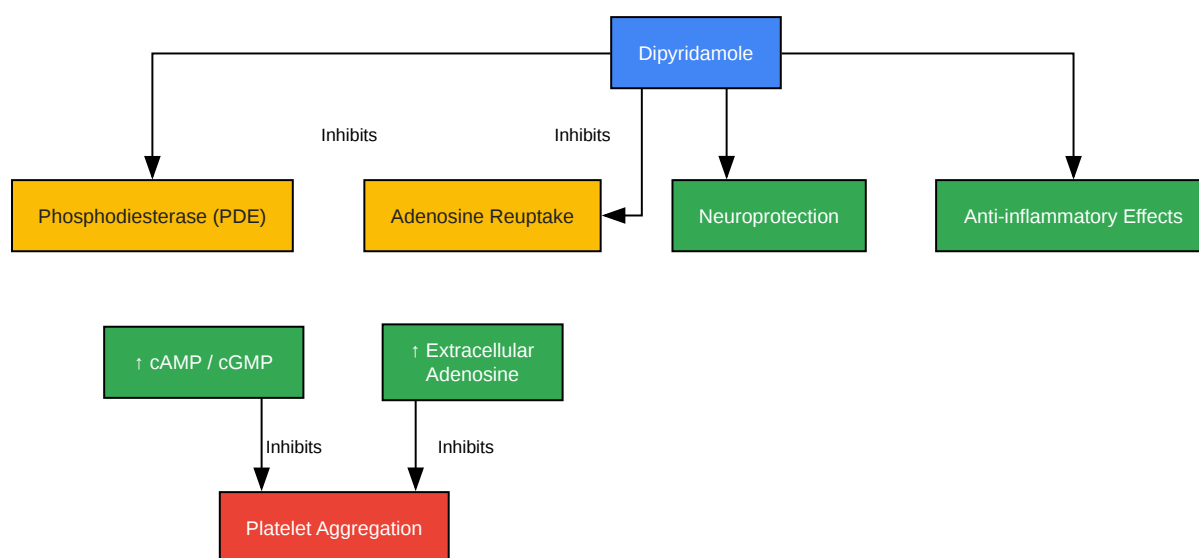 Dipyridamole
Inhibits
Inhibits
Phosphodiesterase (PDE)
Adenosine Reuptake
Neuroprotection
Anti-inflammatory Effects
↑ cAMP / cGMP
↑ Extracellular
Adenosine
Inhibits
Inhibits
Platelet Aggregation